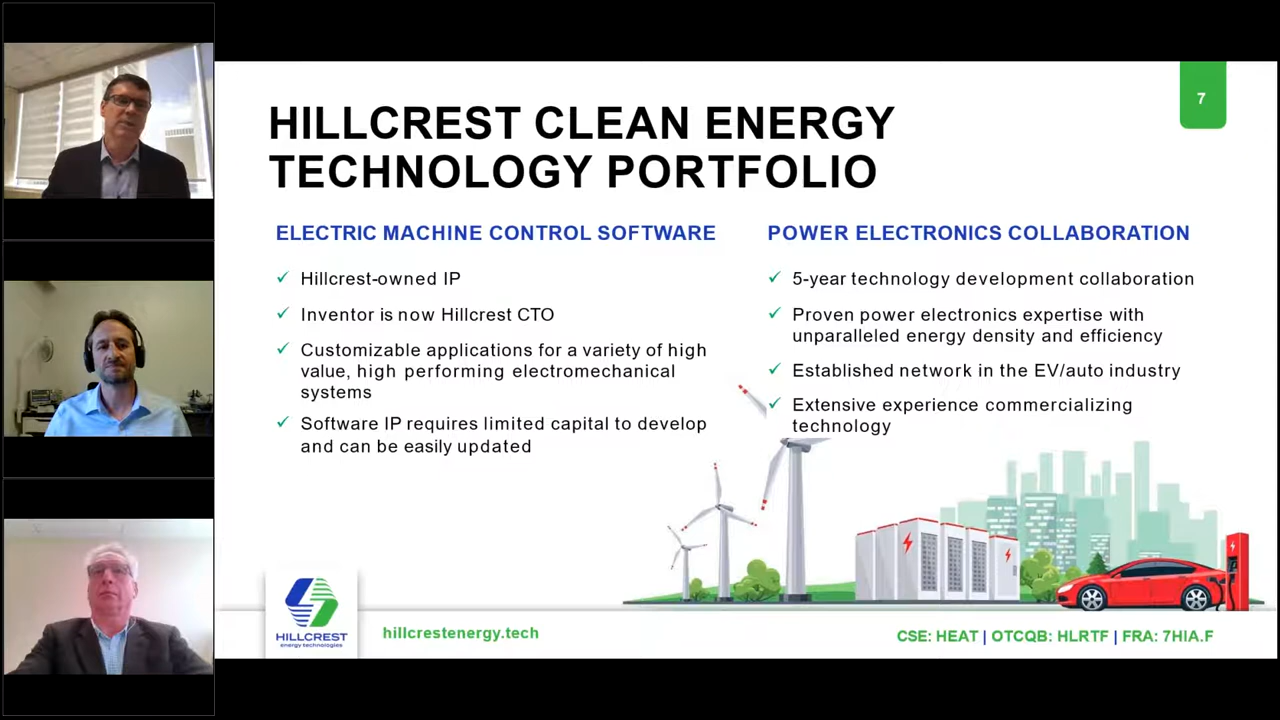 7
HILLCREST CLEAN ENERGY
TECHNOLOGY PORTFOLIO
ELECTRIC MACHINE CONTROL SOFTWARE
✓ Hillcrest-owned IP
✓ Inventor is now Hillcrest CTO
✓ Customizable applications for a variety of high
value, high performing electromechanical
systems
✓ Software IP requires limited capital to develop
and can be easily updated
POWER ELECTRONICS COLLABORATION
✓ 5-year technology development collaboration
✓ Proven power electronics expertise with
unparalleled energy density and efficiency
✓ Established network in the EV/auto industry
✓ Extensive experience commercializing
technology
HILLCREST
energy technologies
hillcrestenergy.tech
CSE: HEAT | OTCQB: HLRTF | FRA: 7HIA.F